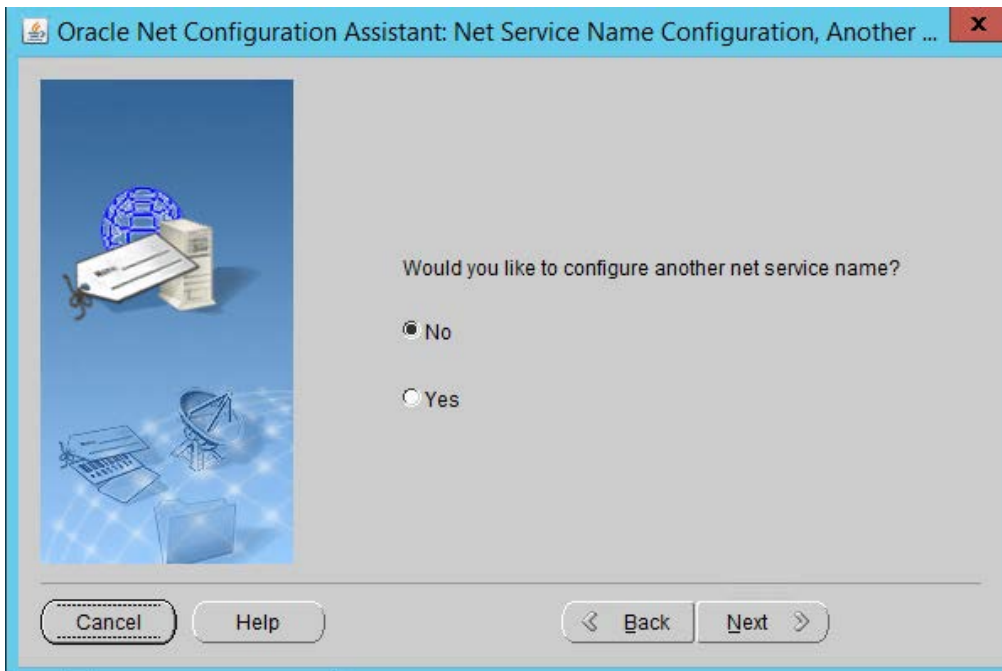 Oracle Net Configuration Assistant: Net Service Name Configuration, Another ...
X
Would you like to configure another net service name?
No
Yes
Cancel
Help
Back
Next